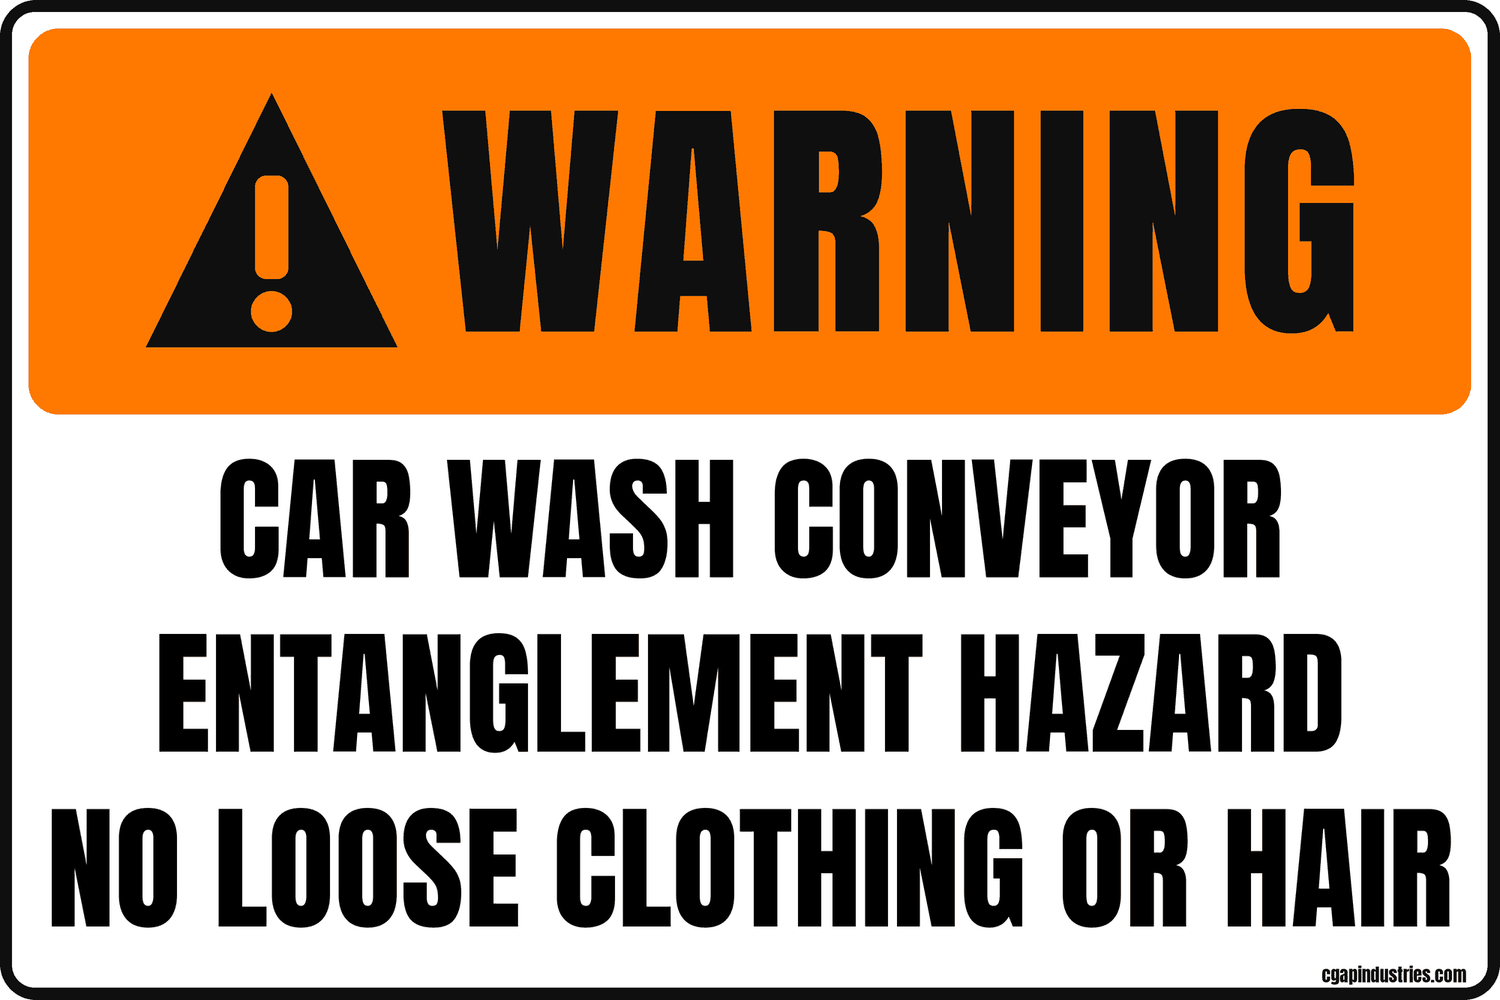 WARNING
CAR WASH CONVEYOR
ENTANGLEMENT HAZARD
NO LOOSE CLOTHING OR HAIR
cgapindustries.com